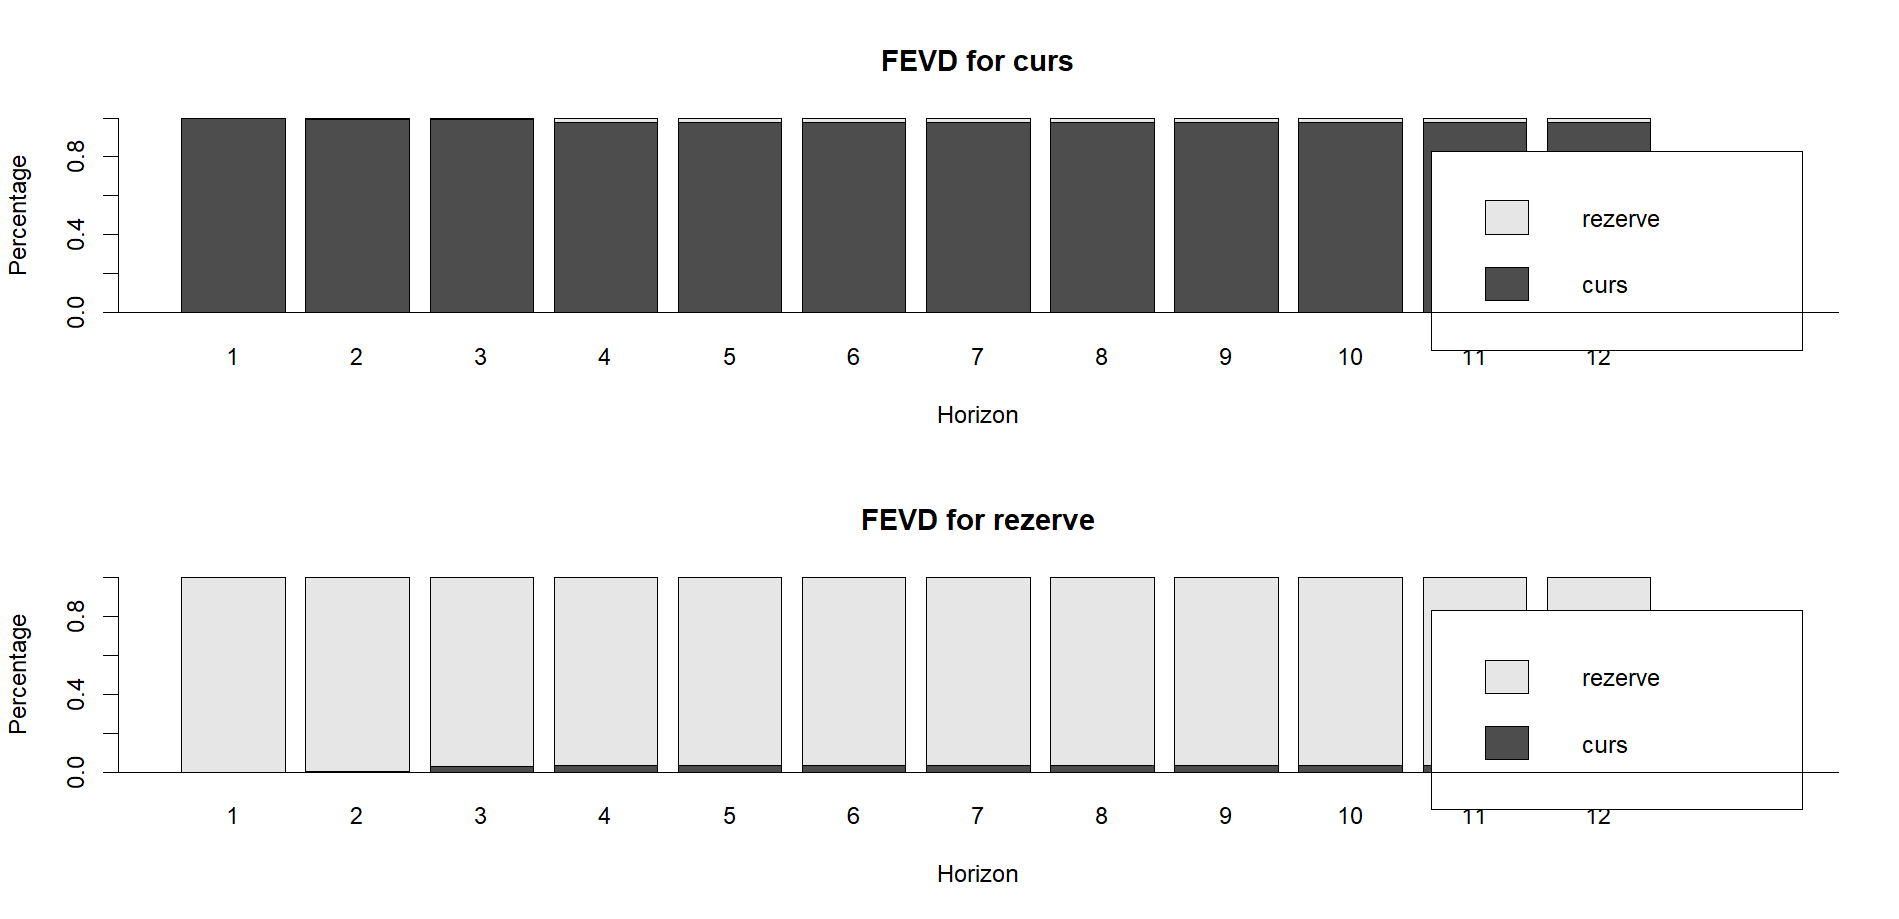 FEVD for curs
Percentage
0.8
0.4
0.0
rezerve
curs
1 2 3 4 5 6 7 8 9 10 11 12
Horizon
FEVD for rezerve
Percentage
0.8
0.4
0.0
rezerve
curs
1 2 3 4 5 6 7 8 9 10 11 12
Horizon